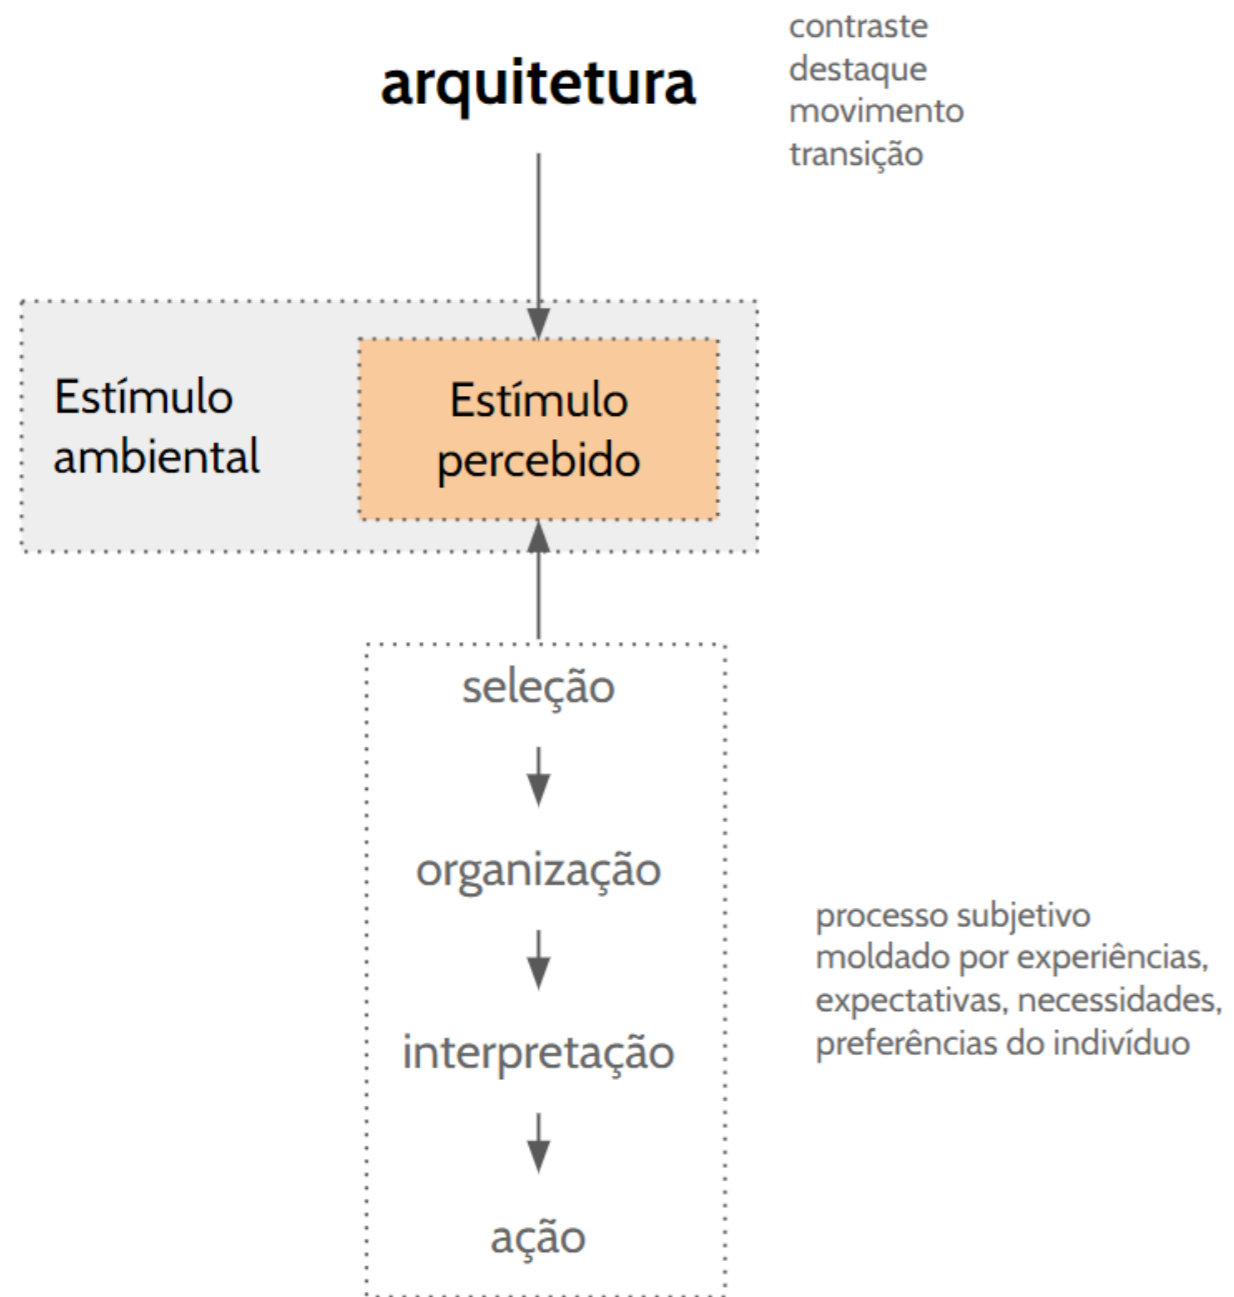 contraste
destaque
arquitetura
movimento
transição
Estímulo
ambiental
Estímulo
percebido
seleção
organização
interpretação
ação
processo subjetivo
moldado por experiências,
expectativas, necessidades,
preferências do indivíduo